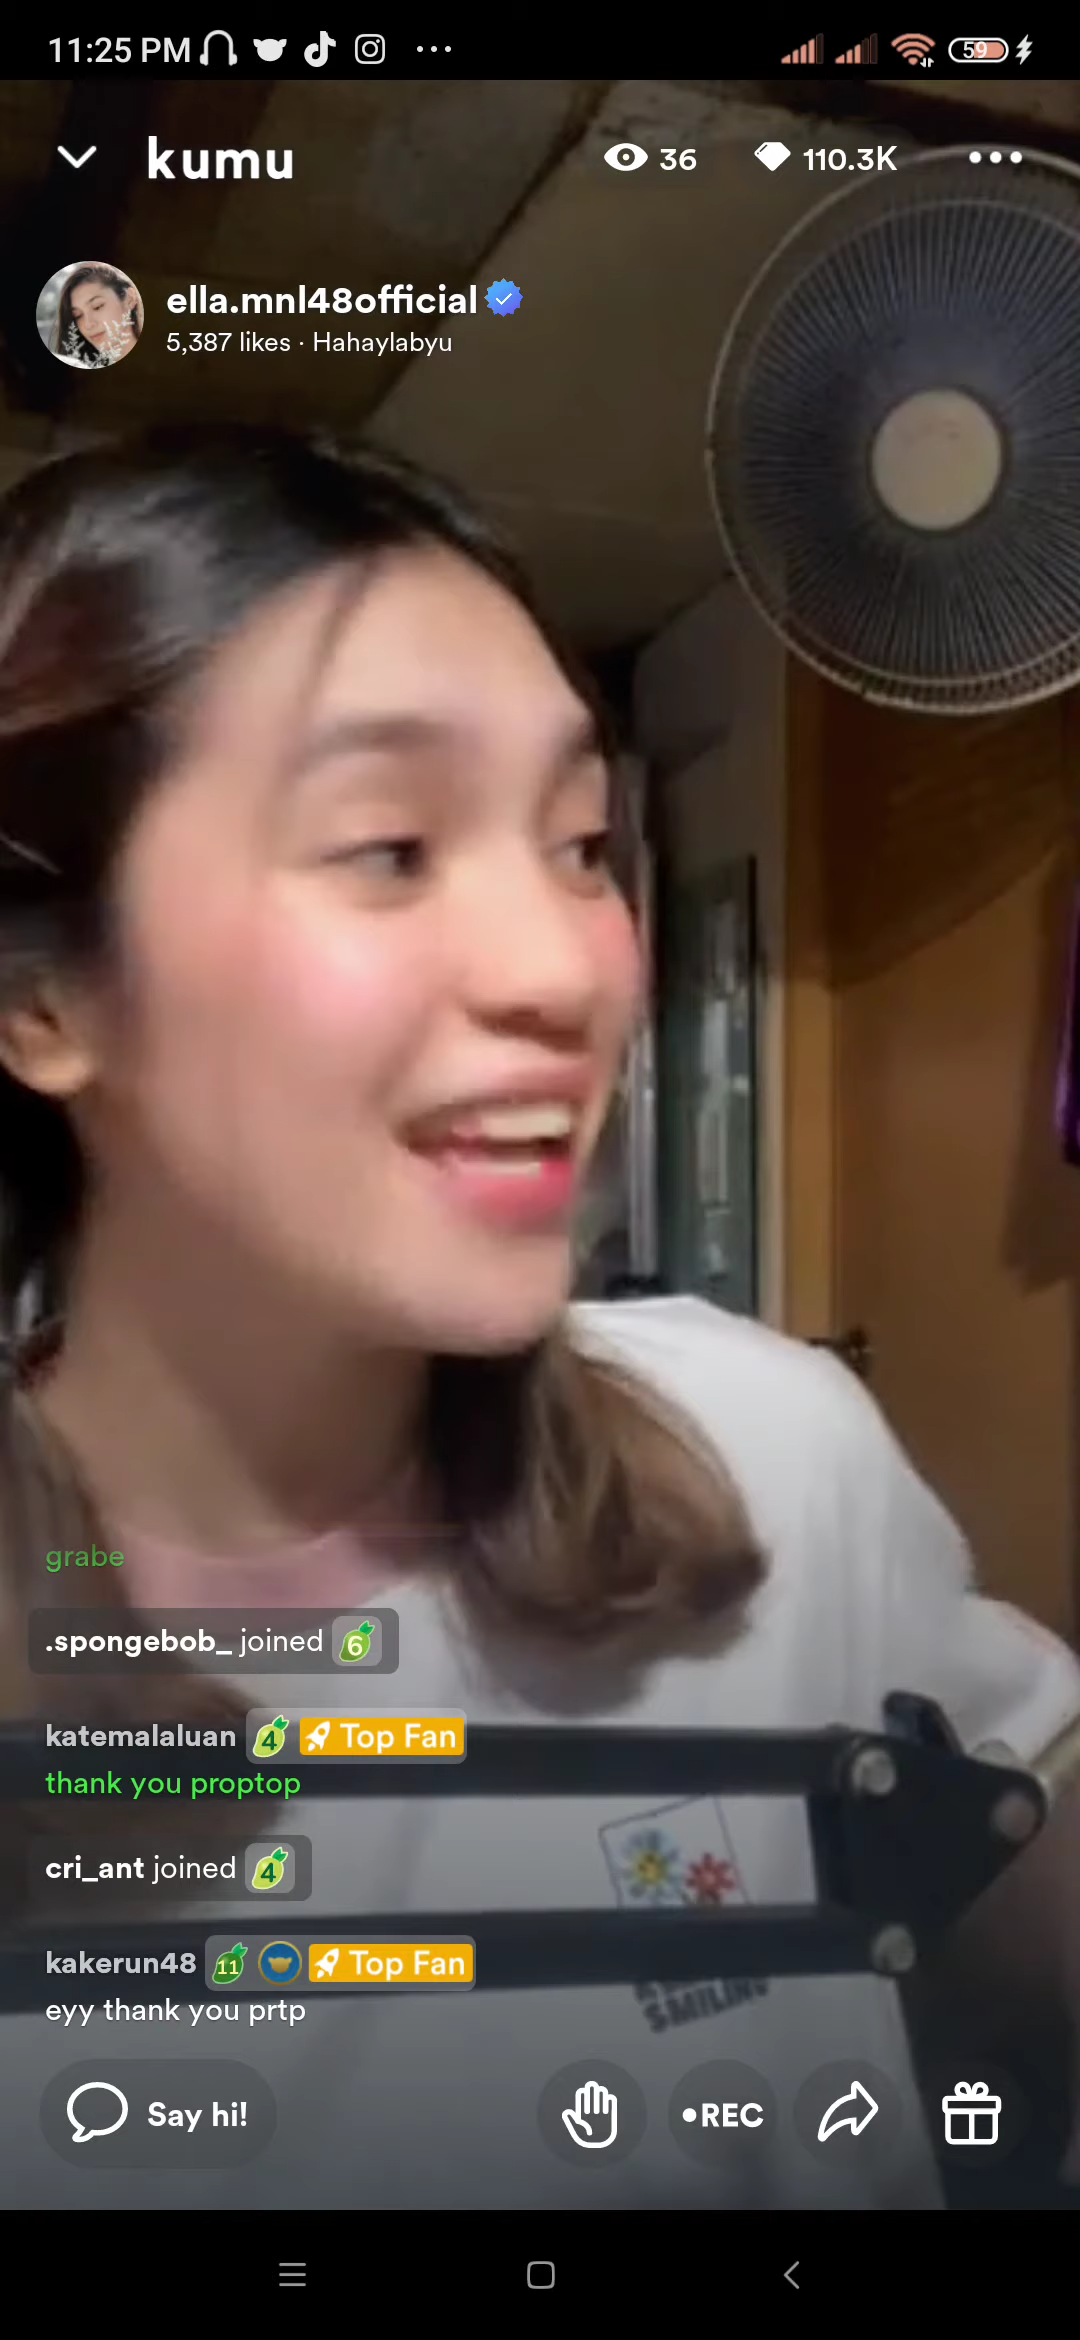 11:25 PM
59
kumu
36
110.3K
ella.mnl48official
5,387 likes · Hahaylabyu
grabe
.spongebob_ joined 6
katemalaluan 4 Top Fan
thank you proptop
cri_ant joined 4
kakerun48 11 Top Fan
eyy thank you prtp
SMILING
Say hi!
•REC